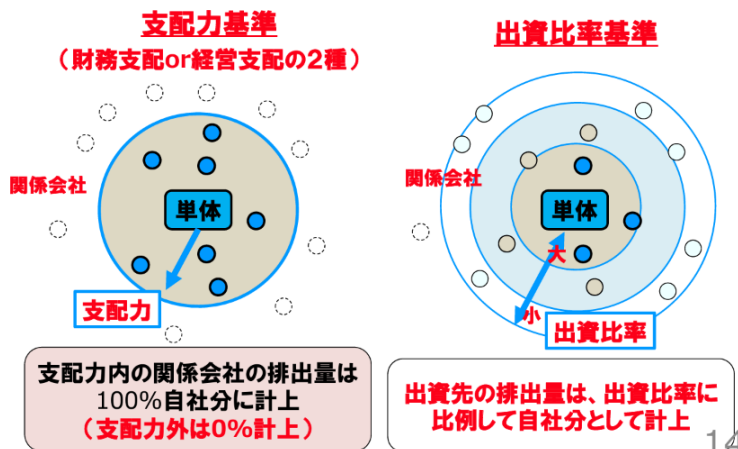 支配力基準
（財務支配or経営支配の2種）
関係会社
単体
支配力
支配力内の関係会社の排出量は
100％自社分に計上
（支配力外は0％計上）
出資比率基準
関係会社
単体
大
小
出資比率
出資先の排出量は、出資比率に
比例して自社分として計上
14